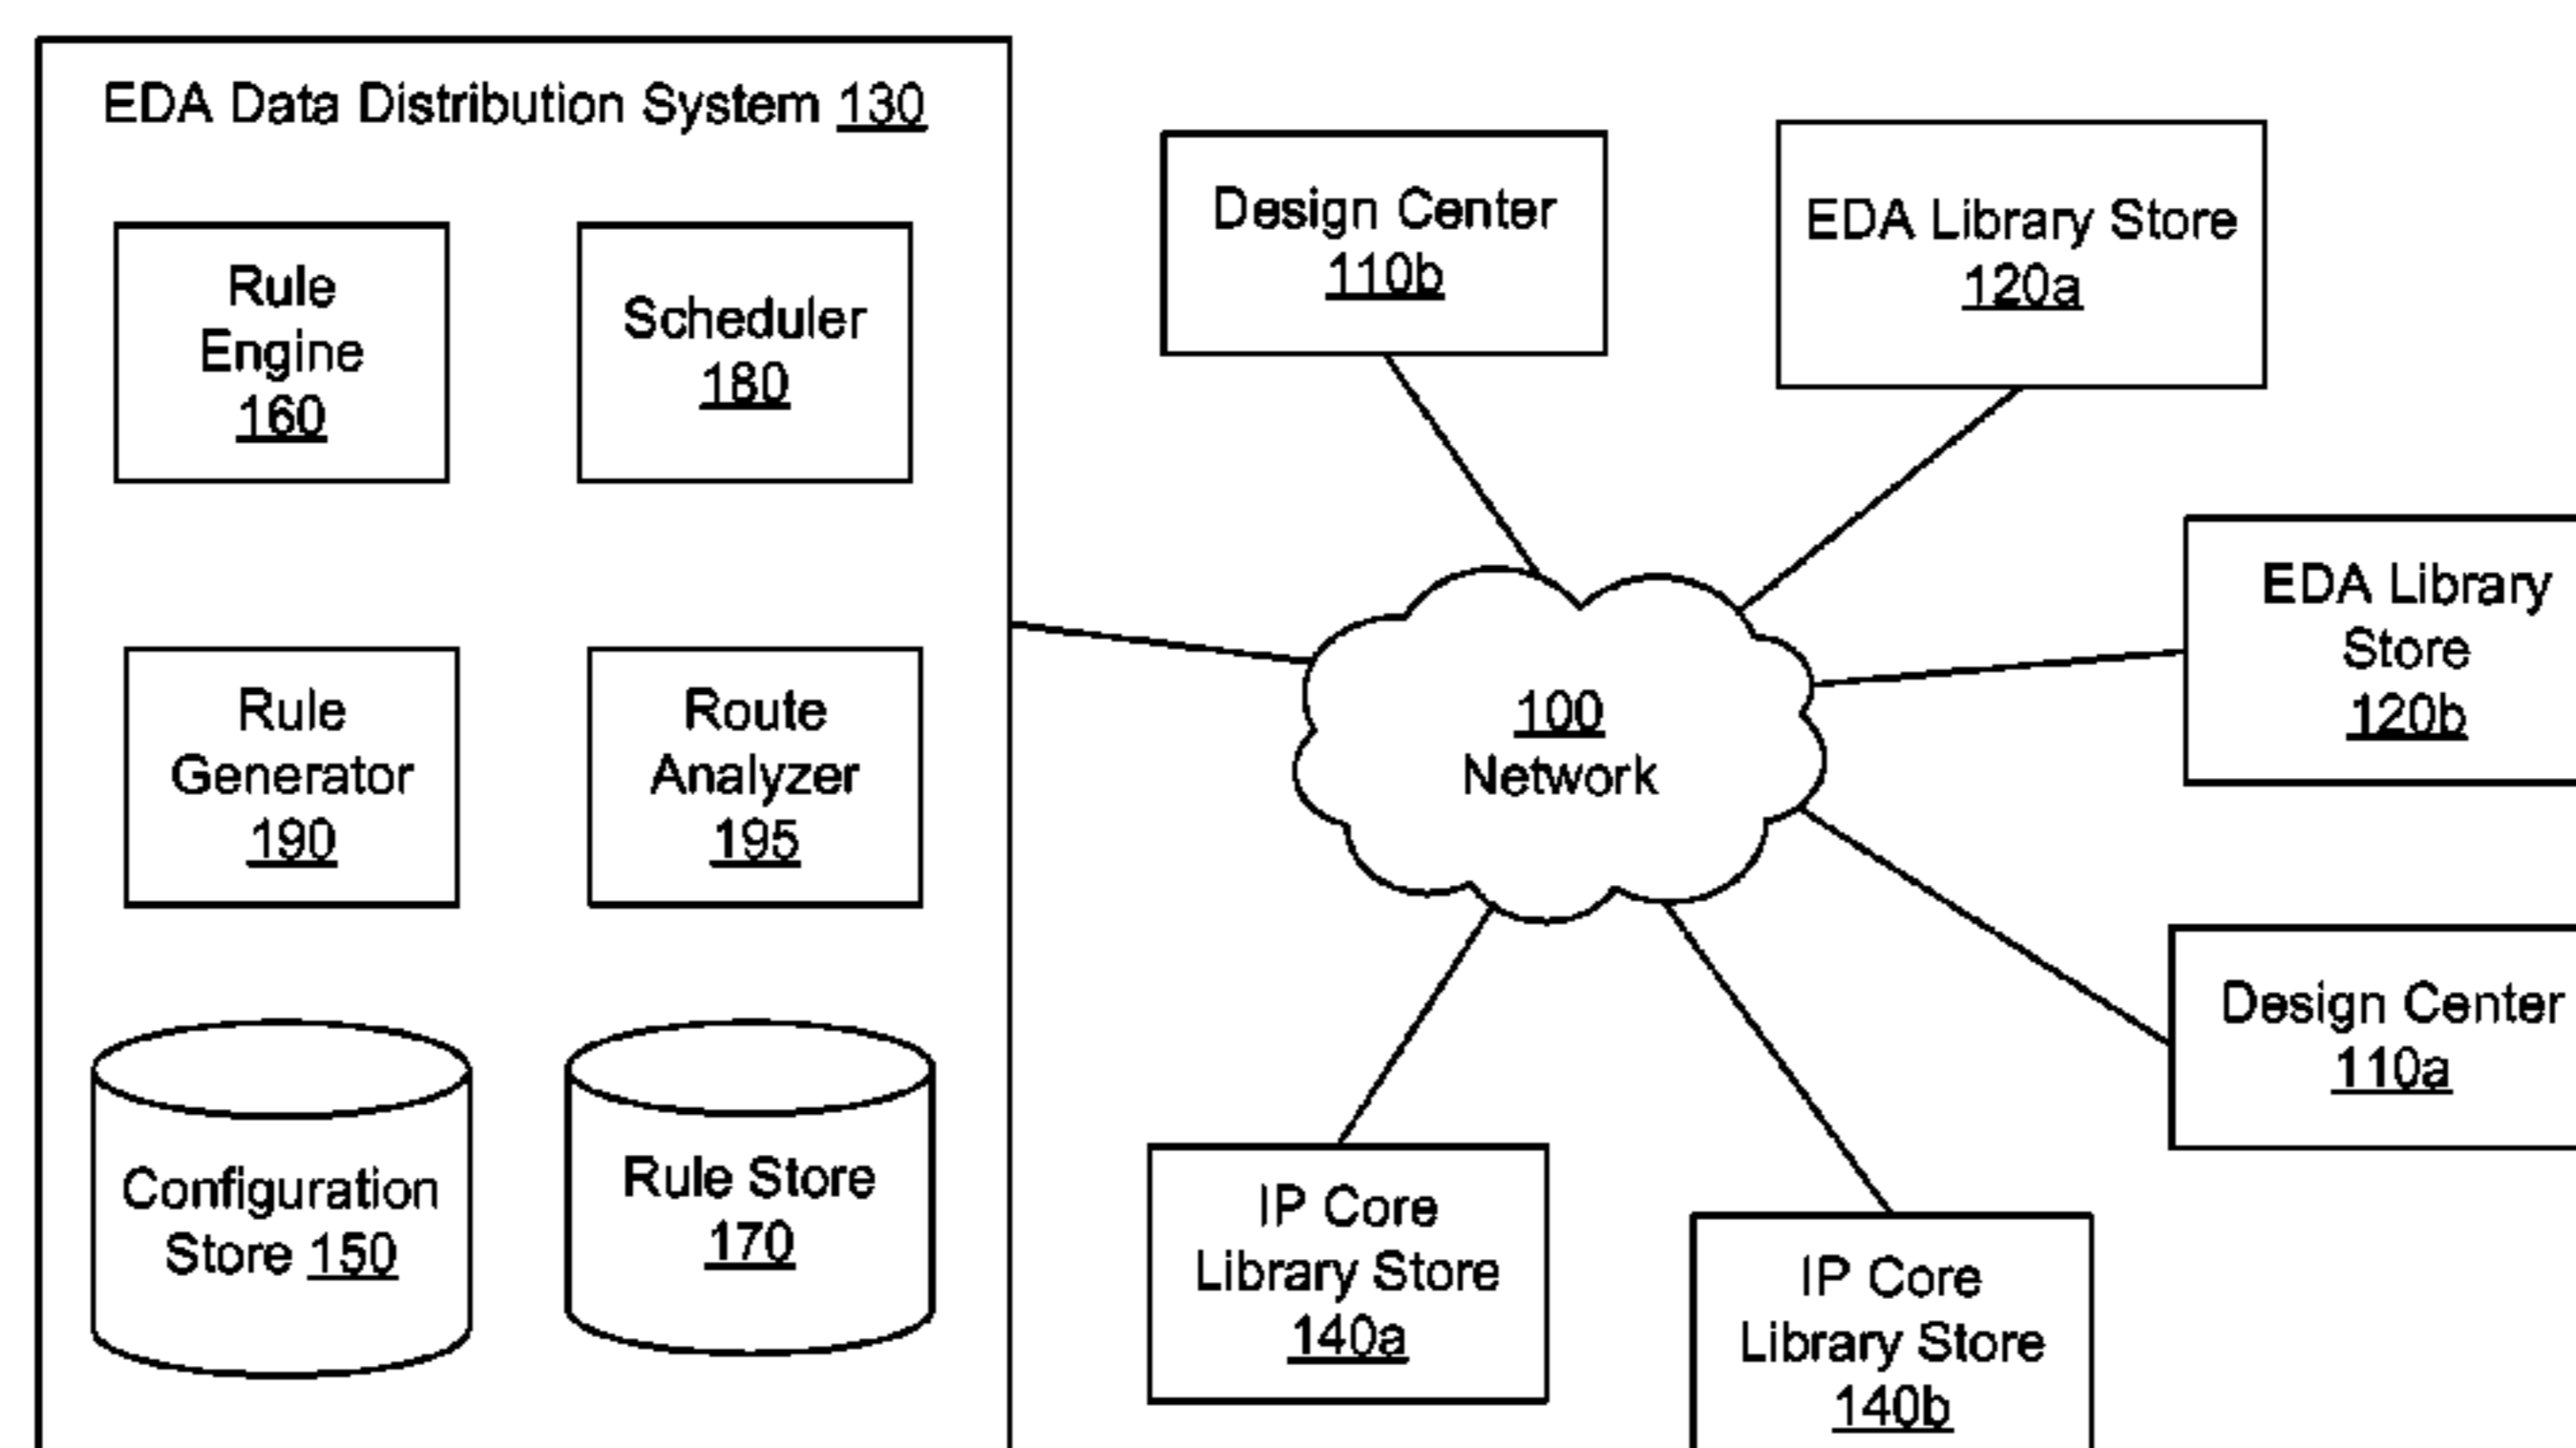 EDA Data Distribution System 130
Rule
Engine
160
Scheduler
180
Rule
Generator
190
Route
Analyzer
195
Configuration
Store 150
Rule Store
170
Design Center
110b
EDA Library Store
120a
EDA Library
Store
120b
100
Network
Design Center
110a
IP Core
Library Store
140a
IP Core
Library Store
140b